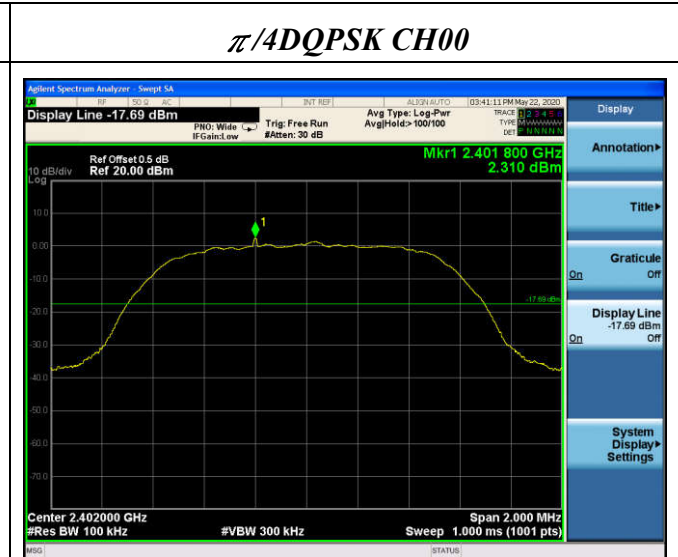 π/4DQPSK CH00
Agilent Spectrum Analyzer - Swept SA
RF 50 Ω AC INT REF ALIGN AUTO 03:41:11 PM May 22, 2020
Display Line -17.69 dBm
PNO: Wide
IFGain:Low
Trig: Free Run
#Atten: 30 dB
Avg Type: Log-Pwr
Avg|Hold:> 100/100
TRACE 1 2 3 4 5 6
TYPE M
DET P N N N N N
Display
Annotation
Title
Graticule
On Off
Display Line
-17.69 dBm
On Off
System
Display
Settings
Mkr1 2.401 800 GHz
2.310 dBm
Ref Offset 0.5 dB
Ref 20.00 dBm
10 dB/div
Log
1
10.0
0.00
-10.0
-17.69 dBm
-20.0
-30.0
-40.0
-50.0
-60.0
-70.0
Center 2.402000 GHz
Span 2.000 MHz
#Res BW 100 kHz
#VBW 300 kHz
Sweep 1.000 ms (1001 pts)
MSG
STATUS